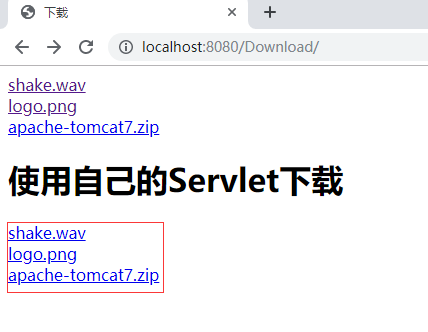 下载
localhost:8080/Download/
shake.wav
logo.png
apache-tomcat7.zip
使用自己的Servlet下载
shake.wav
logo.png
apache-tomcat7.zip